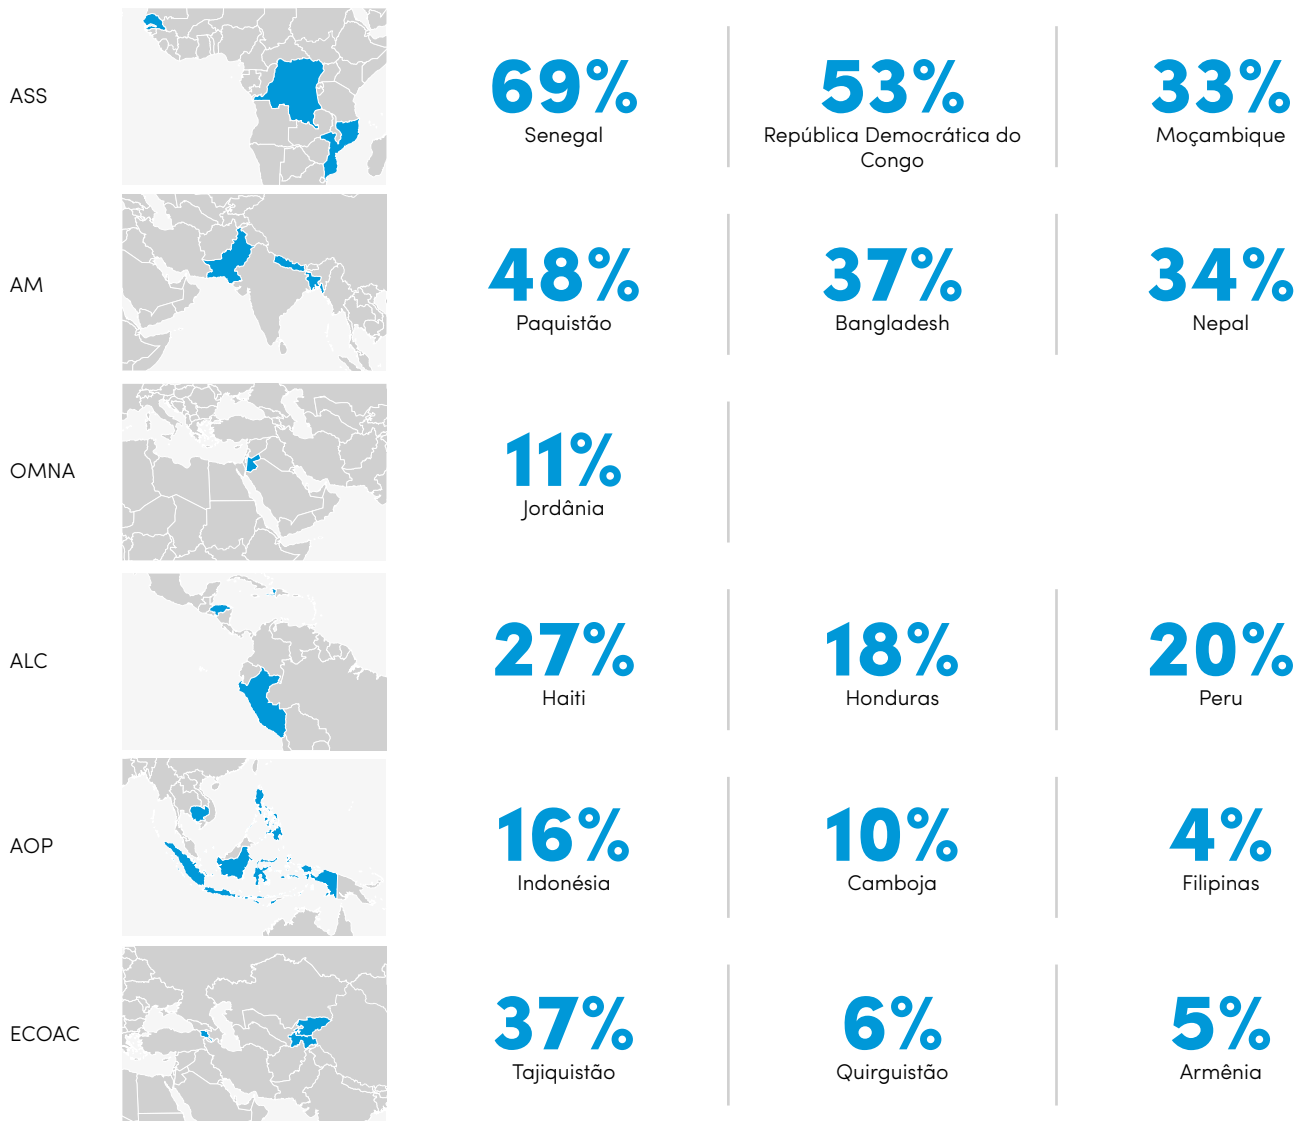 ASS
69%
Senegal
53%
República Democrática do
Congo
33%
Moçambique
AM
48%
Paquistão
37%
Bangladesh
34%
Nepal
OMNA
11%
Jordânia
ALC
27%
Haiti
18%
Honduras
20%
Peru
AOP
16%
Indonésia
10%
Camboja
4%
Filipinas
ECOAC
37%
Tajiquistão
6%
Quirguistão
5%
Armênia